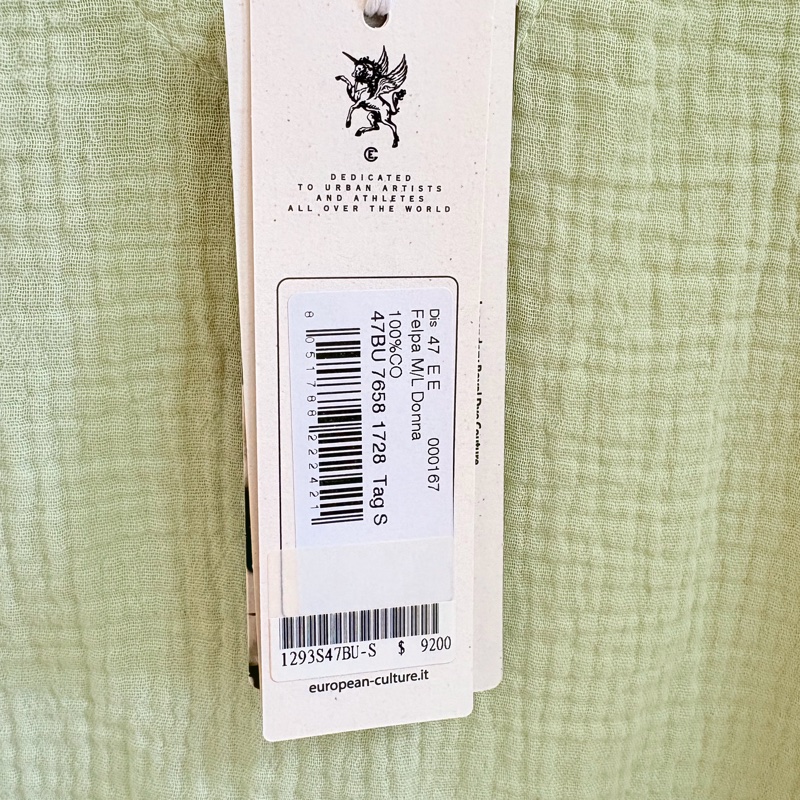 DEDICATED
TO URBAN ARTISTS
AND ATHLETES
ALL OVER THE WORLD
Dis 47 E E 000167
Felpa M/L Donna
100%CO
47BU 7658 1728 Tag S
8 051788 222421
1293S47BU-S $ 9200
european-culture.it